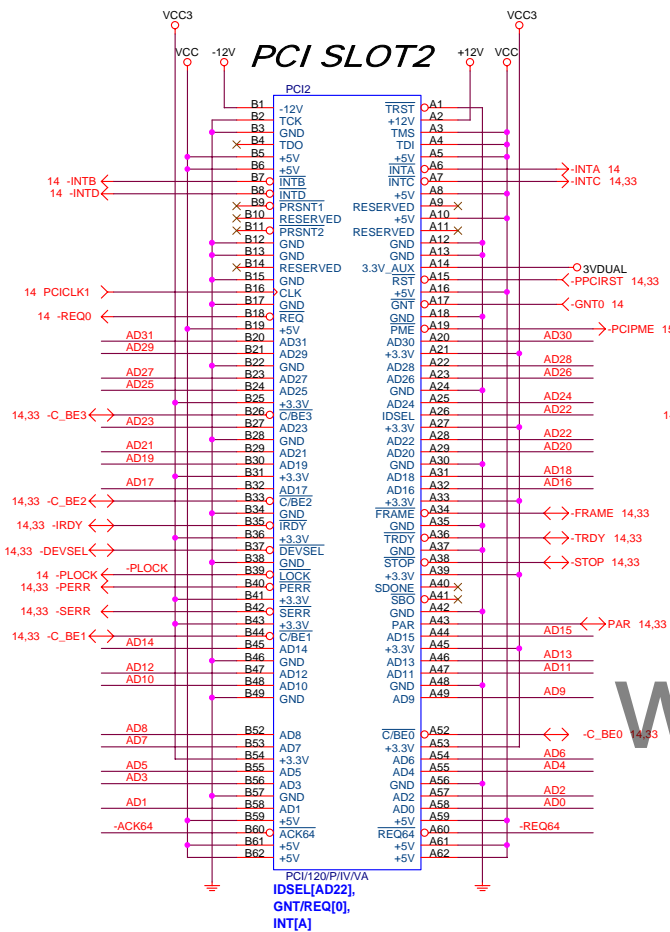 VCC3
VCC3
VCC
-12V
PCI SLOT2
+12V
VCC
PCI2
B1 -12V TRST A1
B2 TCK +12V A2
B3 GND TMS A3
B4 TDO TDI A4
B5 +5V +5V A5
B6 +5V INTA A6 -INTA 14
14 -INTB B7 INTB INTC A7 -INTC 14,33
14 -INTD B8 INTD +5V A8
B9 PRSNT1 RESERVED A9
B10 RESERVED +5V A10
B11 PRSNT2 RESERVED A11
B12 GND GND A12
B13 GND GND A13
B14 RESERVED 3.3V_AUX A14 3VDUAL
B15 GND RST A15 -PPCIRST 14,33
14 PCICLK1 B16 CLK +5V A16
B17 GND GNT A17 -GNT0 14
14 -REQ0 B18 REQ GND A18
B19 +5V PME A19 -PCIPME 15
AD31 B20 AD31 AD30 A20 AD30
AD29 B21 AD29 +3.3V A21
B22 GND AD28 A22 AD28
AD27 B23 AD27 AD26 A23 AD26
AD25 B24 AD25 GND A24
B25 +3.3V AD24 A25 AD24
14,33 -C_BE3 B26 C/BE3 IDSEL A26 AD22 14
AD23 B27 AD23 +3.3V A27
B28 GND AD22 A28 AD22
AD21 B29 AD21 AD20 A29 AD20
AD19 B30 AD19 GND A30
B31 +3.3V AD18 A31 AD18
AD17 B32 AD17 AD16 A32 AD16
14,33 -C_BE2 B33 C/BE2 +3.3V A33
B34 GND FRAME A34 -FRAME 14,33
14,33 -IRDY B35 IRDY GND A35
B36 +3.3V TRDY A36 -TRDY 14,33
14,33 -DEVSEL B37 DEVSEL GND A37
B38 GND STOP A38 -STOP 14,33
14 -PLOCK -PLOCK B39 LOCK +3.3V A39
14,33 -PERR B40 PERR SDONE A40
B41 +3.3V SBO A41
14,33 -SERR B42 SERR GND A42
B43 +3.3V PAR A43 PAR 14,33
14,33 -C_BE1 B44 C/BE1 AD15 A44 AD15
AD14 B45 AD14 +3.3V A45
B46 GND AD13 A46 AD13
AD12 B47 AD12 AD11 A47 AD11
AD10 B48 AD10 GND A48
B49 GND AD9 A49 AD9
W
AD8 B52 AD8 C/BE0 A52 -C_BE0 14,33
AD7 B53 AD7 +3.3V A53
B54 +3.3V AD6 A54 AD6
AD5 B55 AD5 AD4 A55 AD4
AD3 B56 AD3 GND A56
B57 GND AD2 A57 AD2
AD1 B58 AD1 AD0 A58 AD0
B59 +5V +5V A59
-ACK64 B60 ACK64 REQ64 A60 -REQ64
B61 +5V +5V A61
B62 +5V +5V A62
PCI/120/P/IV/VA
IDSEL[AD22],
GNT/REQ[0],
INT[A]